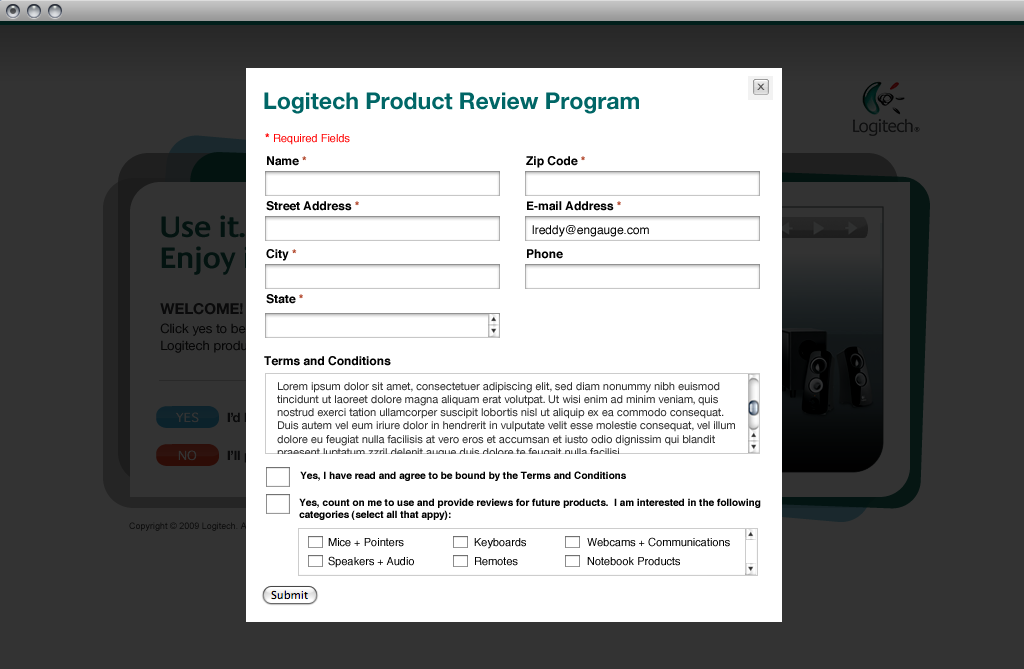 Logitech Product Review Program
X
Logitech®
* Required Fields
Name *
Zip Code *
Street Address *
E-mail Address *
lreddy@engauge.com
City *
Phone
State *
Use it.
Enjoy
WELCOME!
Click yes to be
Logitech produ
YES I'd
NO I'll
Copyright © 2009 Logitech. A
Terms and Conditions
Lorem ipsum dolor sit amet, consectetuer adipiscing elit, sed diam nonummy nibh euismod
tincidunt ut laoreet dolore magna aliquam erat volutpat. Ut wisi enim ad minim veniam, quis
nostrud exerci tation ullamcorper suscipit lobortis nisl ut aliquip ex ea commodo consequat.
Duis autem vel eum iriure dolor in hendrerit in vulputate velit esse molestie consequat, vel illum
dolore eu feugiat nulla facilisis at vero eros et accumsan et iusto odio dignissim qui blandit
praesent luptatum zzril delenit augue duis dolore te feugait nulla facilisi.
Yes, I have read and agree to be bound by the Terms and Conditions
Yes, count on me to use and provide reviews for future products. I am interested in the following
categories (select all that appy):
Mice + Pointers
Keyboards
Webcams + Communications
Speakers + Audio
Remotes
Notebook Products
Submit